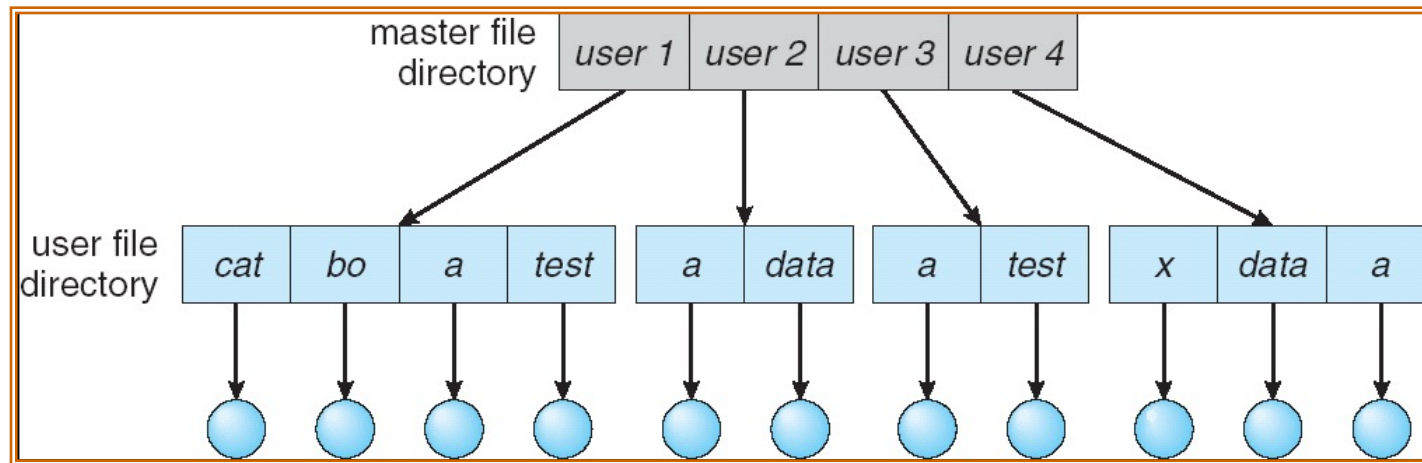 master file
directory
user 1 user 2 user 3 user 4
user file
directory
cat bo a test a data a test x data a